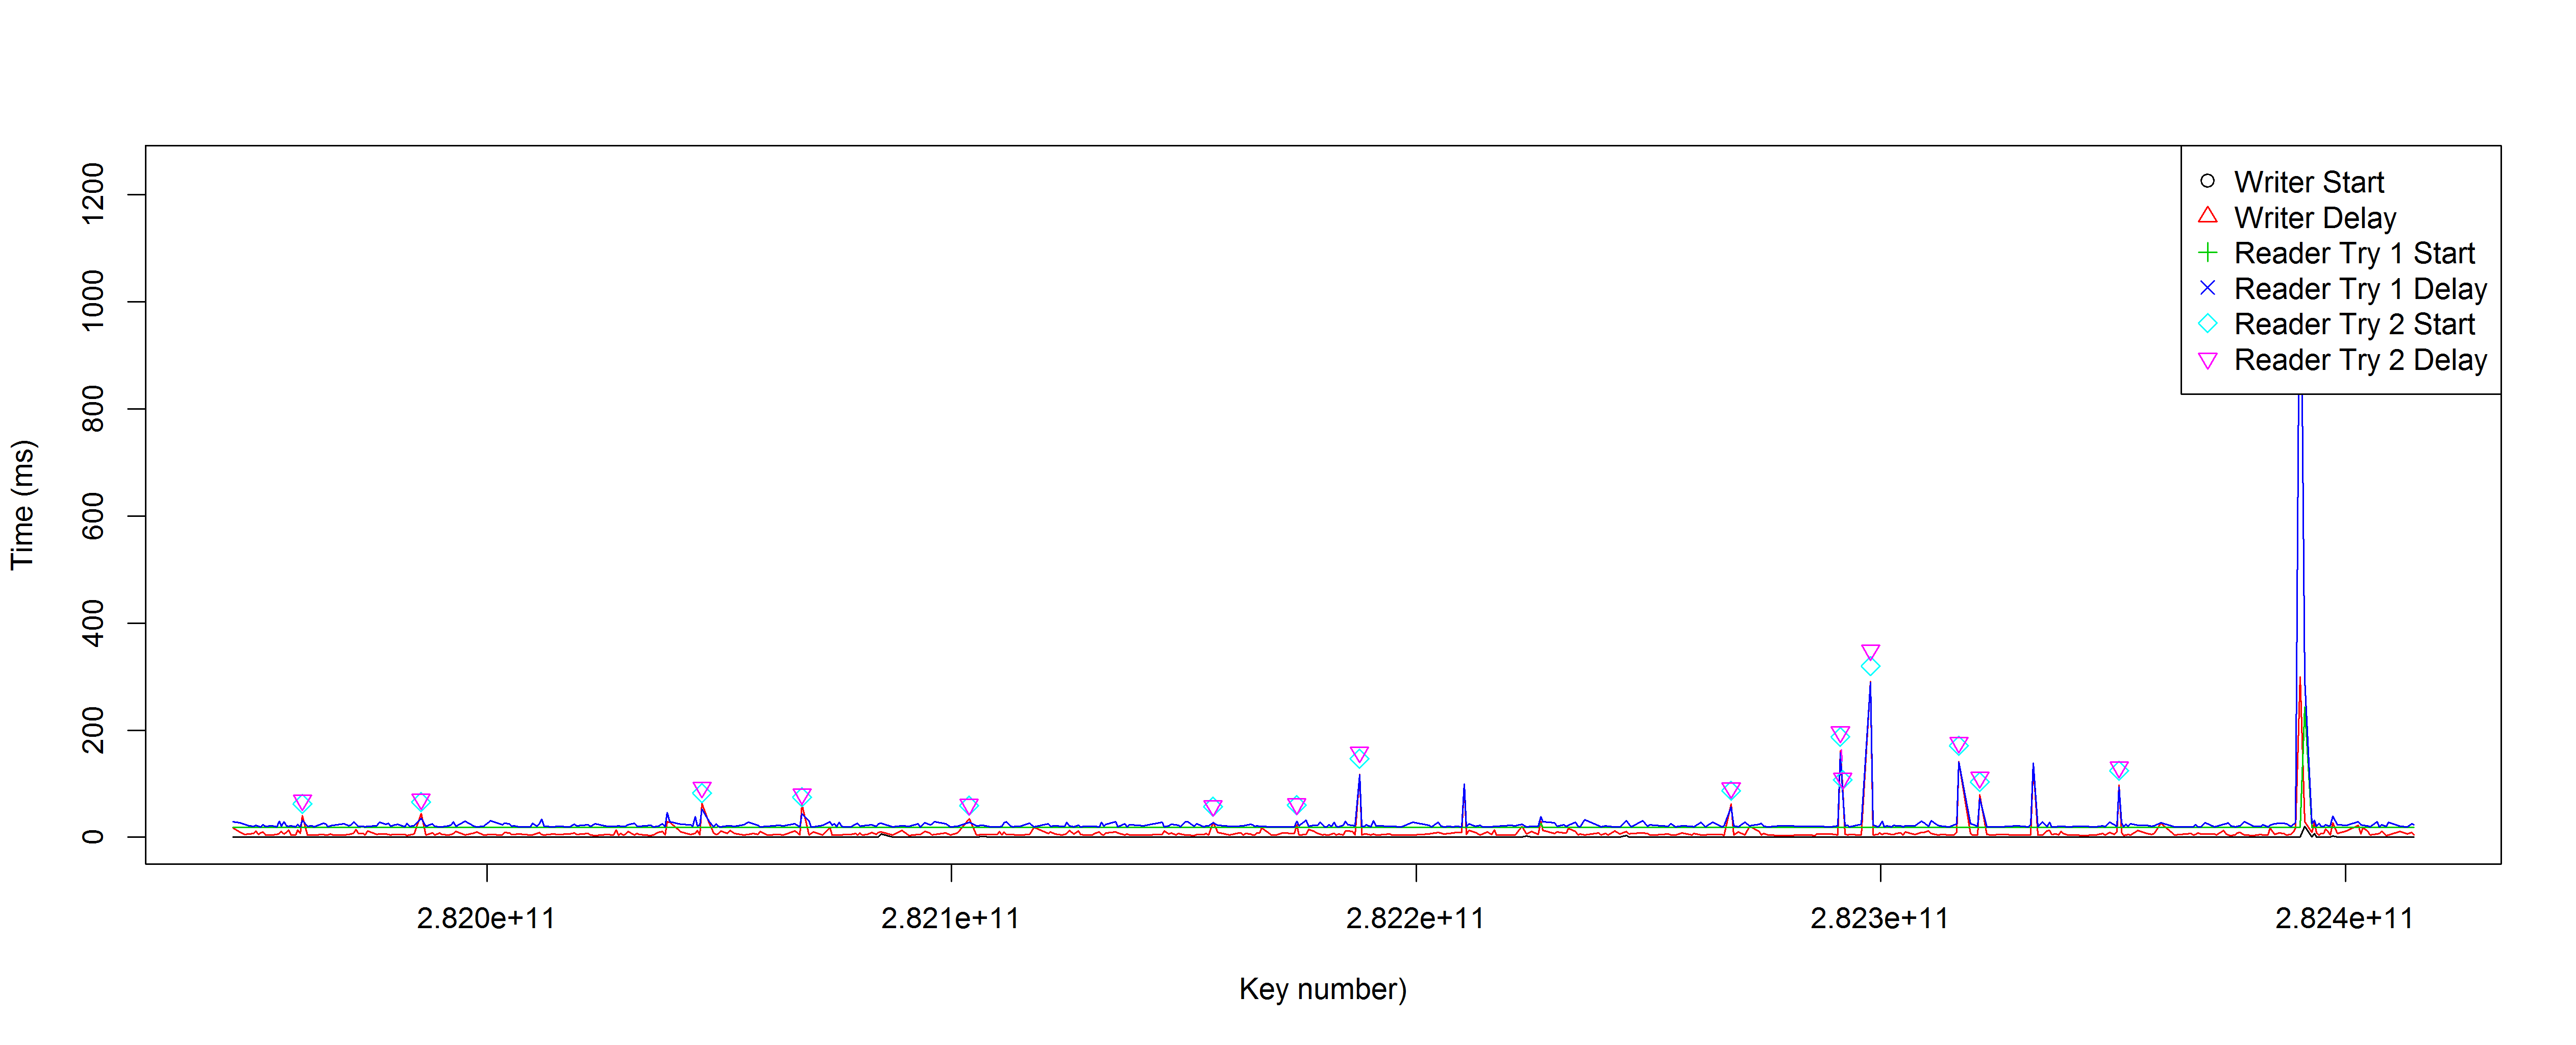 1200
1000
800
600
400
200
0
Time (ms)
Writer Start
Writer Delay
Reader Try 1 Start
Reader Try 1 Delay
Reader Try 2 Start
Reader Try 2 Delay
2.820e+11 2.821e+11 2.822e+11 2.823e+11 2.824e+11
Key number)